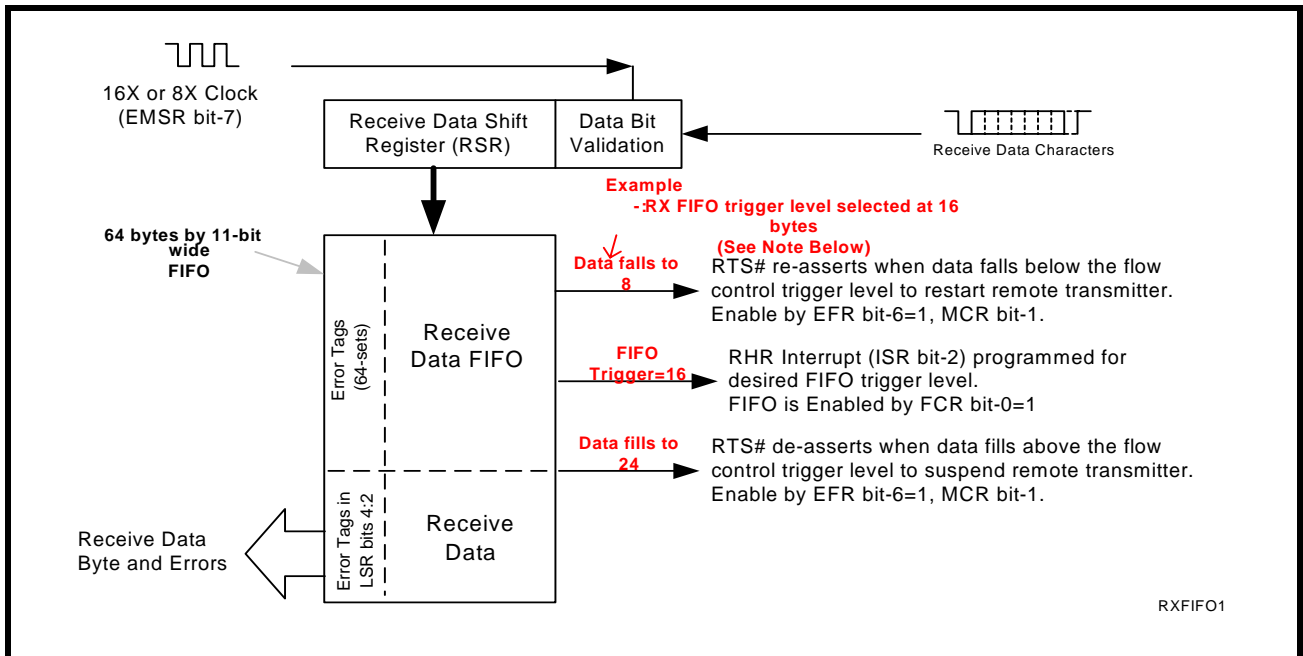 16X or 8X Clock
(EMSR bit-7)
Receive Data Shift
Register (RSR)
Data Bit
Validation
Receive Data Characters
Example
-:RX FIFO trigger level selected at 16
bytes
(See Note Below)
64 bytes by 11-bit
wide
FIFO
Data falls to
8
RTS# re-asserts when data falls below the flow
control trigger level to restart remote transmitter.
Enable by EFR bit-6=1, MCR bit-1.
Error Tags
(64-sets)
Receive
Data FIFO
FIFO
Trigger=16
RHR Interrupt (ISR bit-2) programmed for
desired FIFO trigger level.
FIFO is Enabled by FCR bit-0=1
Data fills to
24
RTS# de-asserts when data fills above the flow
control trigger level to suspend remote transmitter.
Enable by EFR bit-6=1, MCR bit-1.
Error Tags in
LSR bits 4:2
Receive
Data
Receive Data
Byte and Errors
RXFIFO1